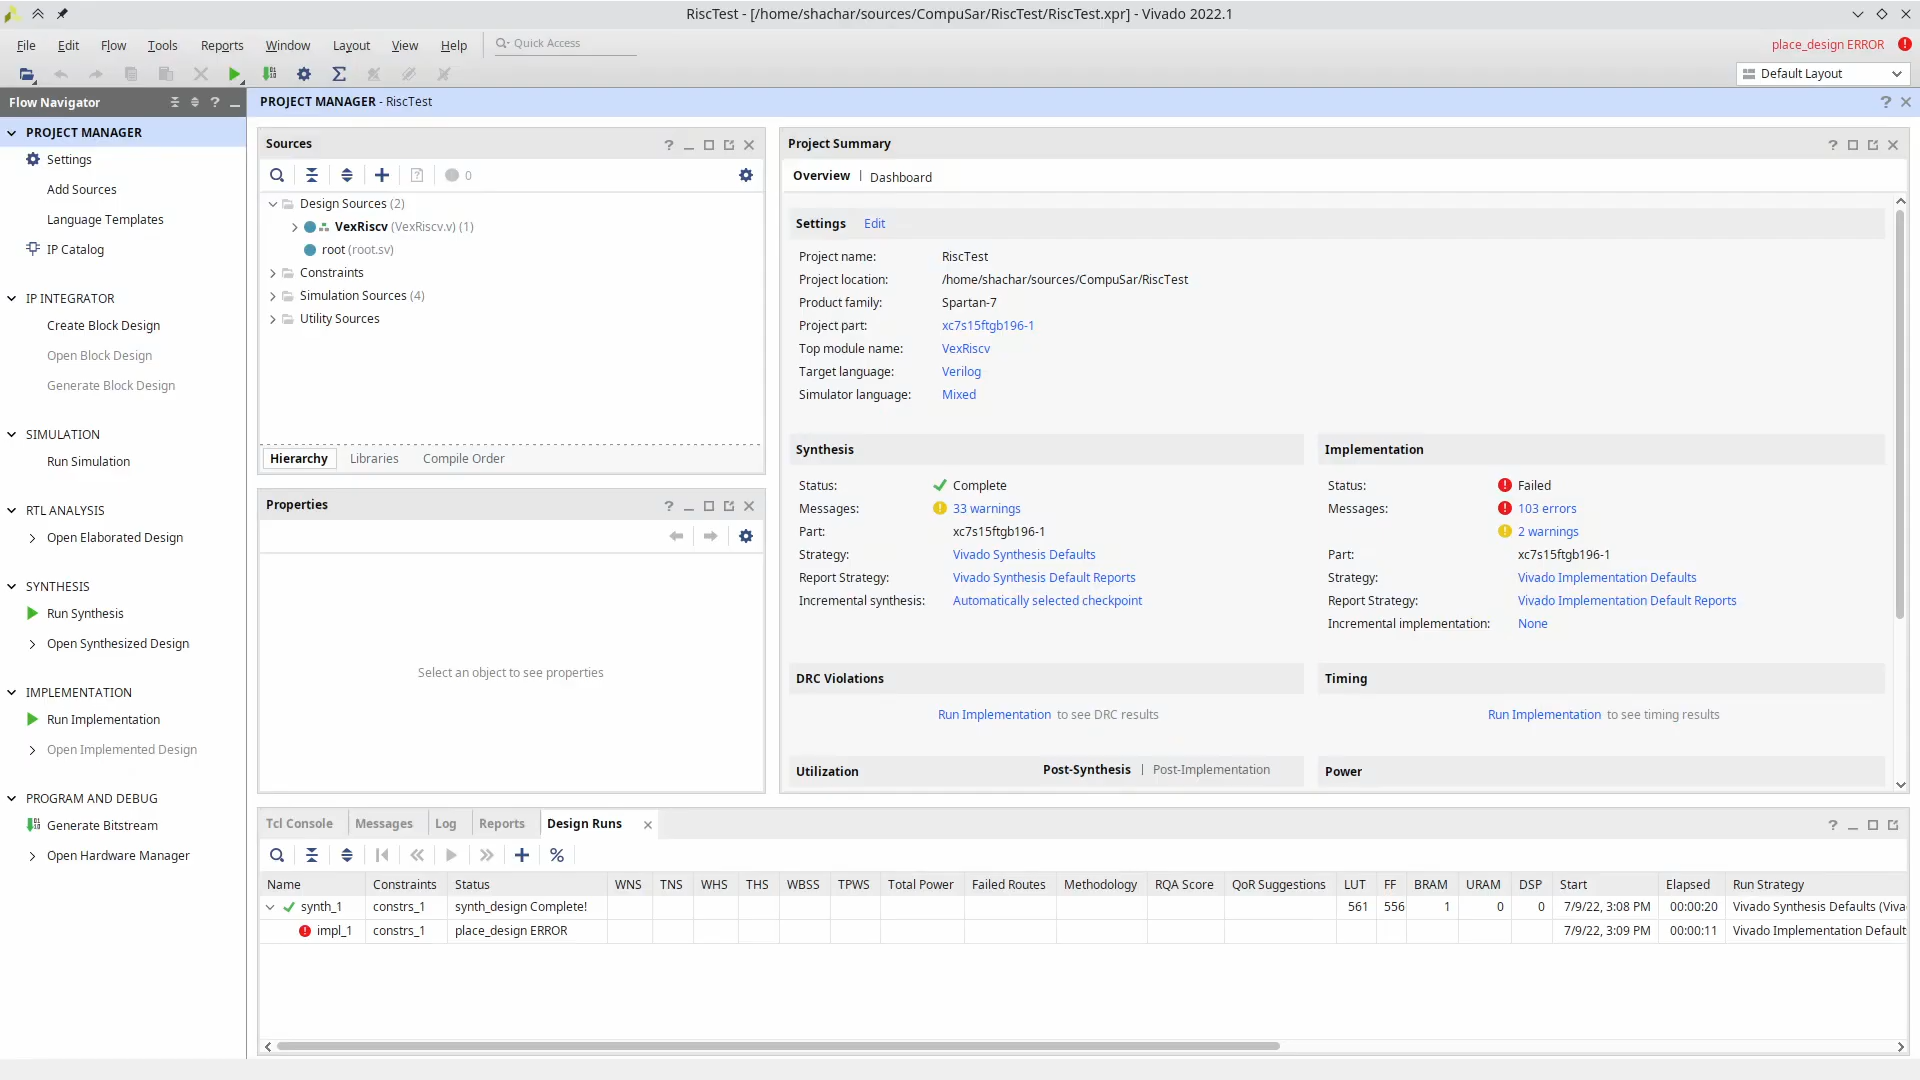 RiscTest - [/home/shachar/sources/CompuSar/RiscTest/RiscTest.xpr] - Vivado 2022.1
File Edit Flow Tools Reports Window Layout View Help Quick Access
place_design ERROR
Default Layout
Flow Navigator
PROJECT MANAGER
Settings
Add Sources
Language Templates
IP Catalog
IP INTEGRATOR
Create Block Design
Open Block Design
Generate Block Design
SIMULATION
Run Simulation
RTL ANALYSIS
Open Elaborated Design
SYNTHESIS
Run Synthesis
Open Synthesized Design
IMPLEMENTATION
Run Implementation
Open Implemented Design
PROGRAM AND DEBUG
Generate Bitstream
Open Hardware Manager
PROJECT MANAGER - RiscTest
Sources
0
Design Sources (2)
VexRiscv (VexRiscv.v) (1)
root (root.sv)
Constraints
Simulation Sources (4)
Utility Sources
Hierarchy Libraries Compile Order
Properties
Select an object to see properties
Project Summary
Overview | Dashboard
Settings Edit
Project name: RiscTest
Project location: /home/shachar/sources/CompuSar/RiscTest
Product family: Spartan-7
Project part: xc7s15ftgb196-1
Top module name: VexRiscv
Target language: Verilog
Simulator language: Mixed
Synthesis
Status: Complete
Messages: 33 warnings
Part: xc7s15ftgb196-1
Strategy: Vivado Synthesis Defaults
Report Strategy: Vivado Synthesis Default Reports
Incremental synthesis: Automatically selected checkpoint
Implementation
Status: Failed
Messages: 103 errors
2 warnings
Part: xc7s15ftgb196-1
Strategy: Vivado Implementation Defaults
Report Strategy: Vivado Implementation Default Reports
Incremental implementation: None
DRC Violations
Run Implementation to see DRC results
Timing
Run Implementation to see timing results
Utilization Post-Synthesis | Post-Implementation
Power
Tcl Console Messages Log Reports Design Runs
Name Constraints Status WNS TNS WHS THS WBSS TPWS Total Power Failed Routes Methodology RQA Score QoR Suggestions LUT FF BRAM URAM DSP Start Elapsed Run Strategy
synth_1 constrs_1 synth_design Complete! 561 556 1 0 0 7/9/22, 3:08 PM 00:00:20 Vivado Synthesis Defaults (Viva
impl_1 constrs_1 place_design ERROR 7/9/22, 3:09 PM 00:00:11 Vivado Implementation Default